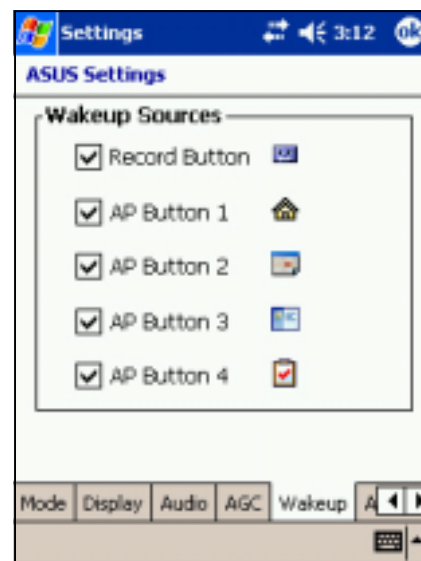 Settings 3:12 ok
ASUS Settings
Wakeup Sources
Record Button
AP Button 1
AP Button 2
AP Button 3
AP Button 4
Mode Display Audio AGC Wakeup A